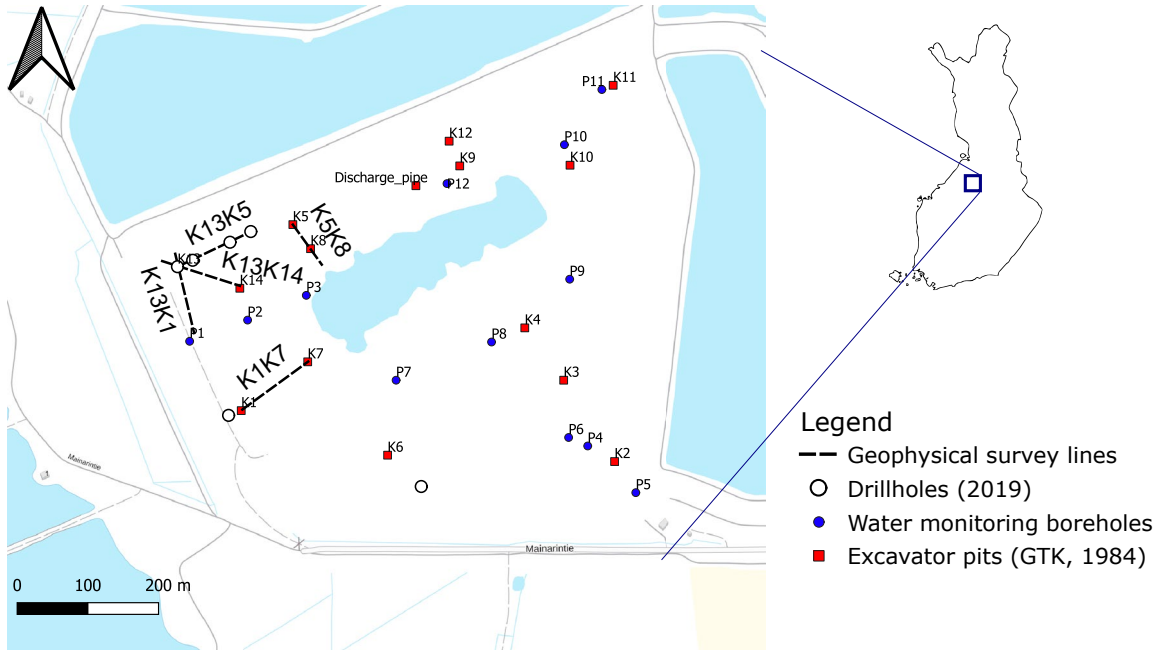 K11
P11
K12
P10
K9
K10
Discharge_pipe
P12
K13K5
K5
K5K8
K8
K13
K13K14
K14
P9
K13K1
P3
P2
K4
P1
P8
K1K7
K7
P7
K3
K1
P6
P4
K6
K2
Mainarintie
P5
Mainarintie
0 100 200 m
Legend
Geophysical survey lines
Drillholes (2019)
Water monitoring boreholes
Excavator pits (GTK, 1984)